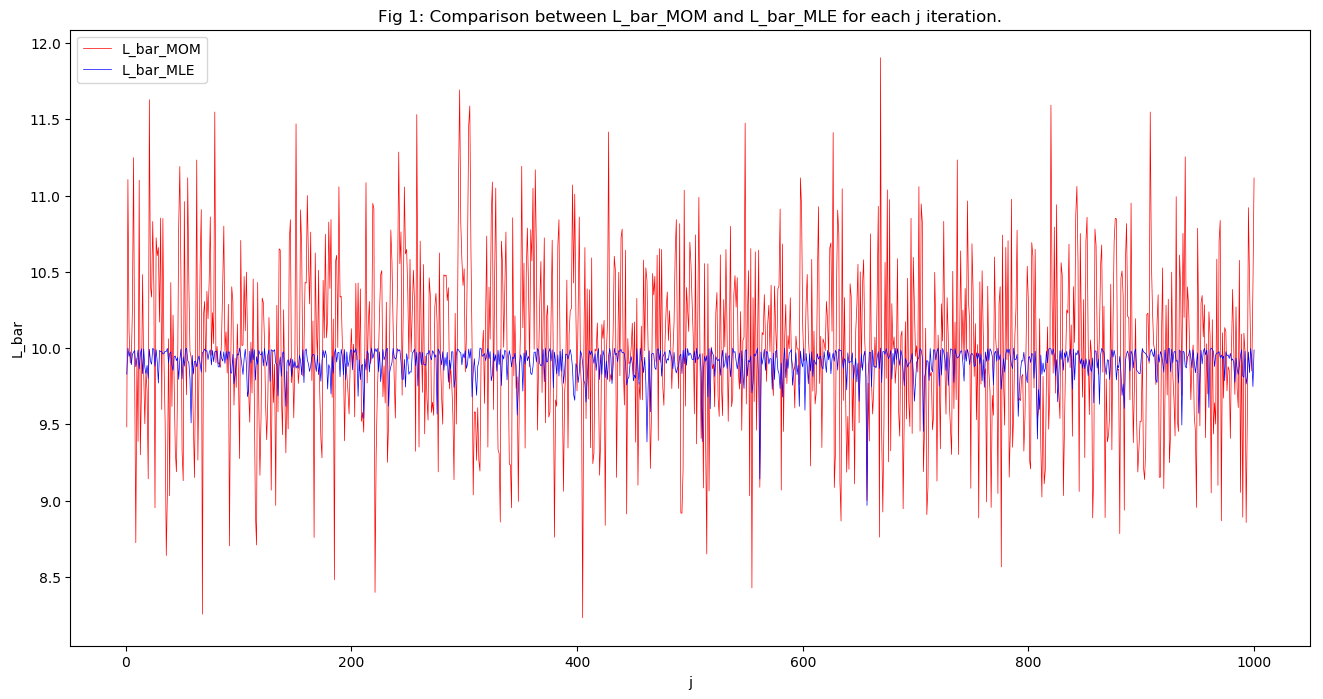 Fig 1: Comparison between L_bar_MOM and L_bar_MLE for each j iteration.
L_bar_MOM
L_bar_MLE
12.0
11.5
11.0
10.5
10.0
9.5
9.0
8.5
L_bar
0 200 400 600 800 1000
j